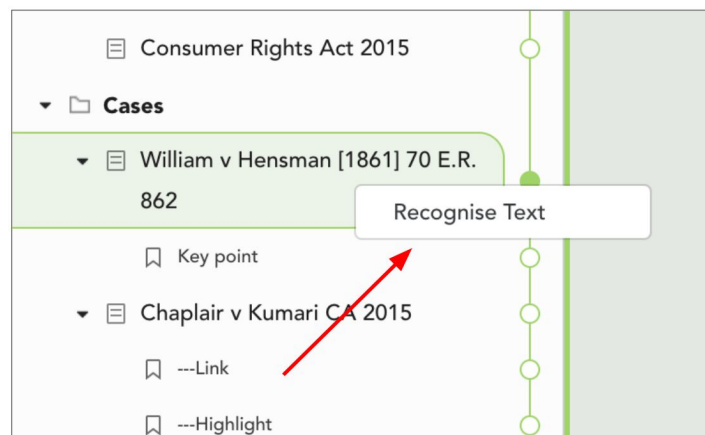 Consumer Rights Act 2015
Cases
William v Hensman [1861] 70 E.R.
862
Recognise Text
Key point
Chaplair v Kumari CA 2015
---Link
---Highlight